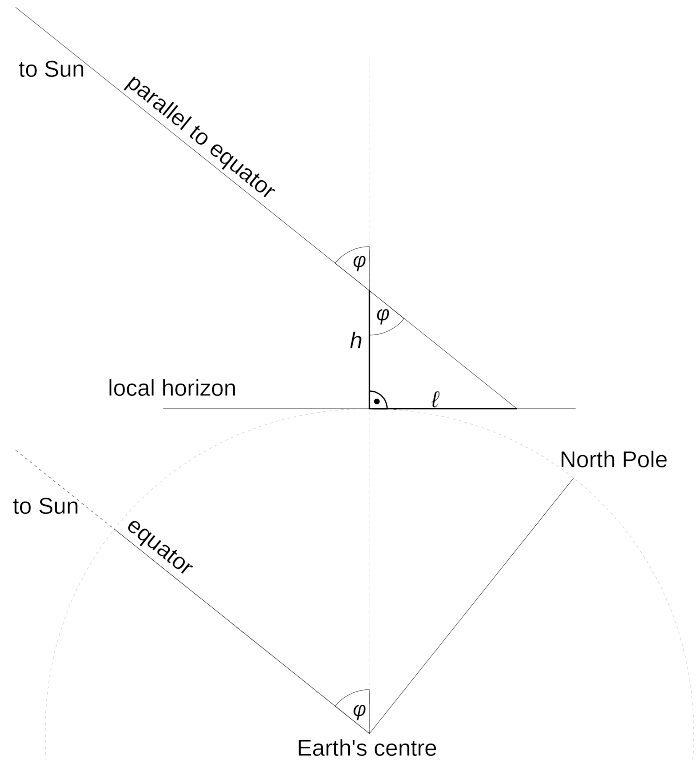 to Sun
parallel to equator
φ
φ
h
local horizon
ℓ
North Pole
to Sun
equator
φ
Earth's centre